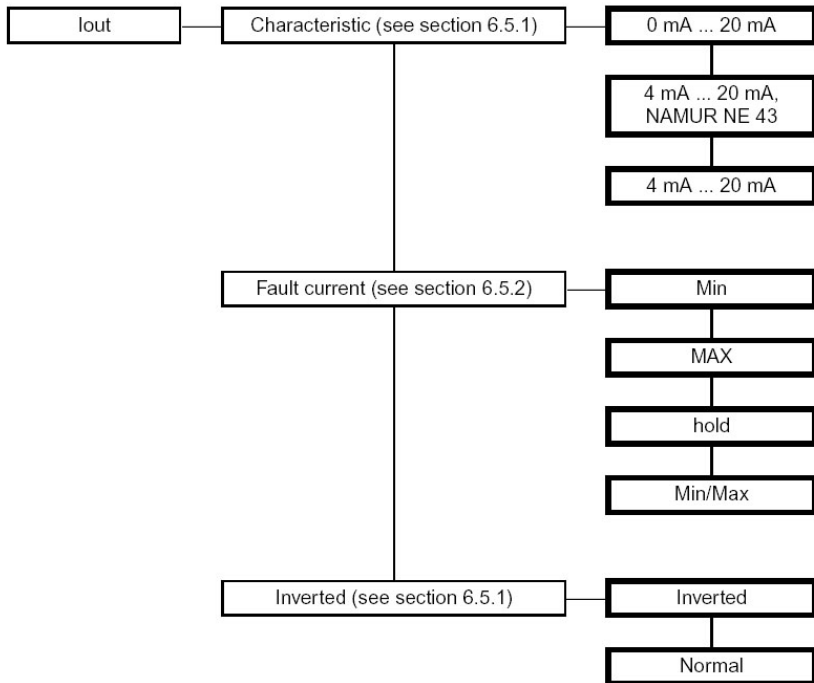 Iout
Characteristic (see section 6.5.1)
0 mA ... 20 mA
4 mA ... 20 mA,
NAMUR NE 43
4 mA ... 20 mA
Fault current (see section 6.5.2)
Min
MAX
hold
Min/Max
Inverted (see section 6.5.1)
Inverted
Normal